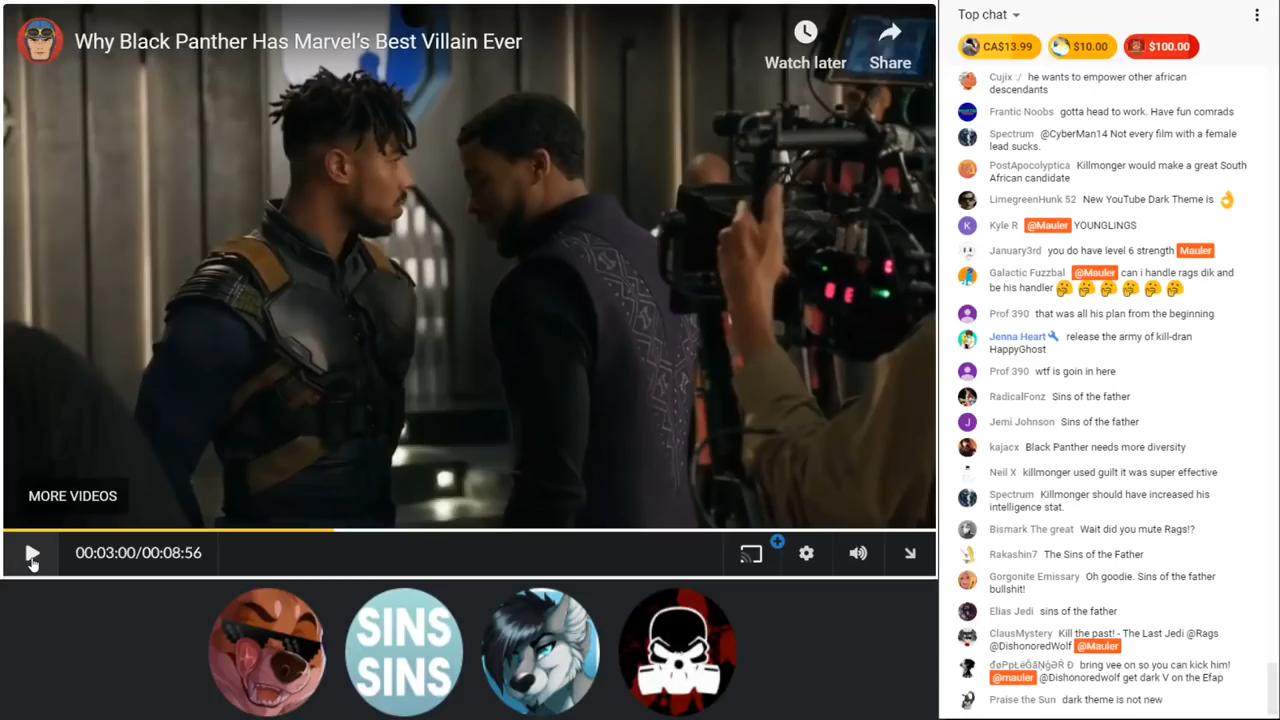 Why Black Panther Has Marvel's Best Villain Ever
Watch later
Share
MORE VIDEOS
00:03:00/00:08:56
SINS
SINS
Top chat
CA$13.99
$10.00
$100.00
Cujix :/ he wants to empower other african
descendants
Frantic Noobs gotta head to work. Have fun comrads
Spectrum @CyberMan14 Not every film with a female
lead sucks.
PostApocolyptica Killmonger would make a great South
African candidate
LimegreenHunk 52 New YouTube Dark Theme is 👌
K
Kyle R @Mauler YOUNGLINGS
January3rd you do have level 6 strength Mauler
Galactic Fuzzbal @Mauler can i handle rags dik and
be his handler 🤔🤔🤔🤔🤔🤔
Prof 390 that was all his plan from the beginning
Jenna Heart release the army of kill-dran
HappyGhost
Prof 390 wtf is goin in here
RadicalFonz Sins of the father
J
Jemi Johnson Sins of the father
kajacx Black Panther needs more diversity
Neil X killmonger used guilt it was super effective
Spectrum Killmonger should have increased his
intelligence stat.
Bismark The great Wait did you mute Rags!?
Rakashin7 The Sins of the Father
Gorgonite Emissary Oh goodie. Sins of the father
bullshit!
Elias Jedi sins of the father
ClausMystery Kill the past! - The Last Jedi @Rags
@DishonoredWolf @Mauler
bring vee on so you can kick him!
@mauler @Dishonoredwolf get dark V on the Efap
Praise the Sun dark theme is not new